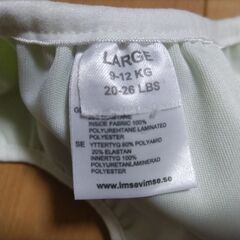 LARGE
9-12 KG
20-26 LBS
ELASTANE
INSIDE FABRIC 100%
POLYURETHANE LAMINATED
POLYESTER
SE YTTERTYG 80% POLYAMID
20% ELASTAN
INNERTYG 100%
POLYURETANLAMINERAD
POLYESTER
www.imsevimse.se